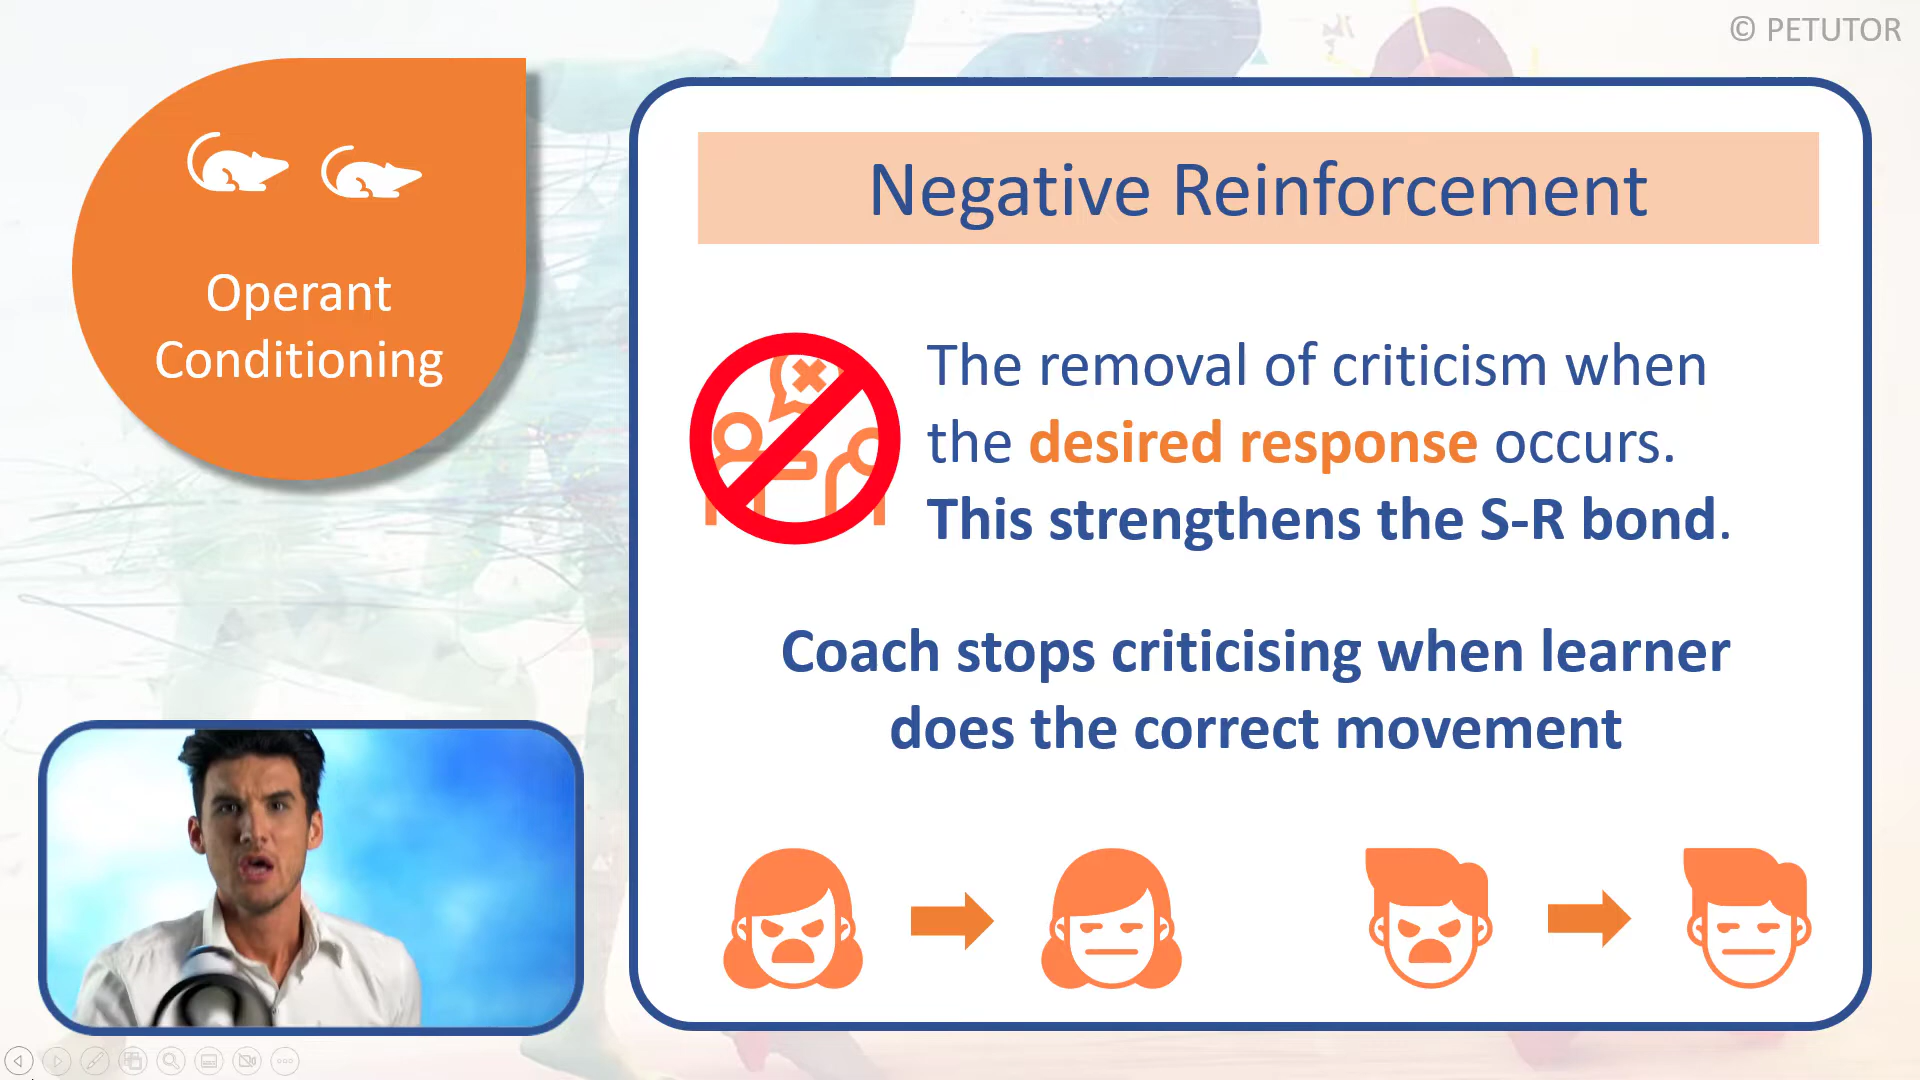 © PETUTOR
Operant
Conditioning
Negative Reinforcement
The removal of criticism when
the desired response occurs.
This strengthens the S-R bond.
Coach stops criticising when learner
does the correct movement